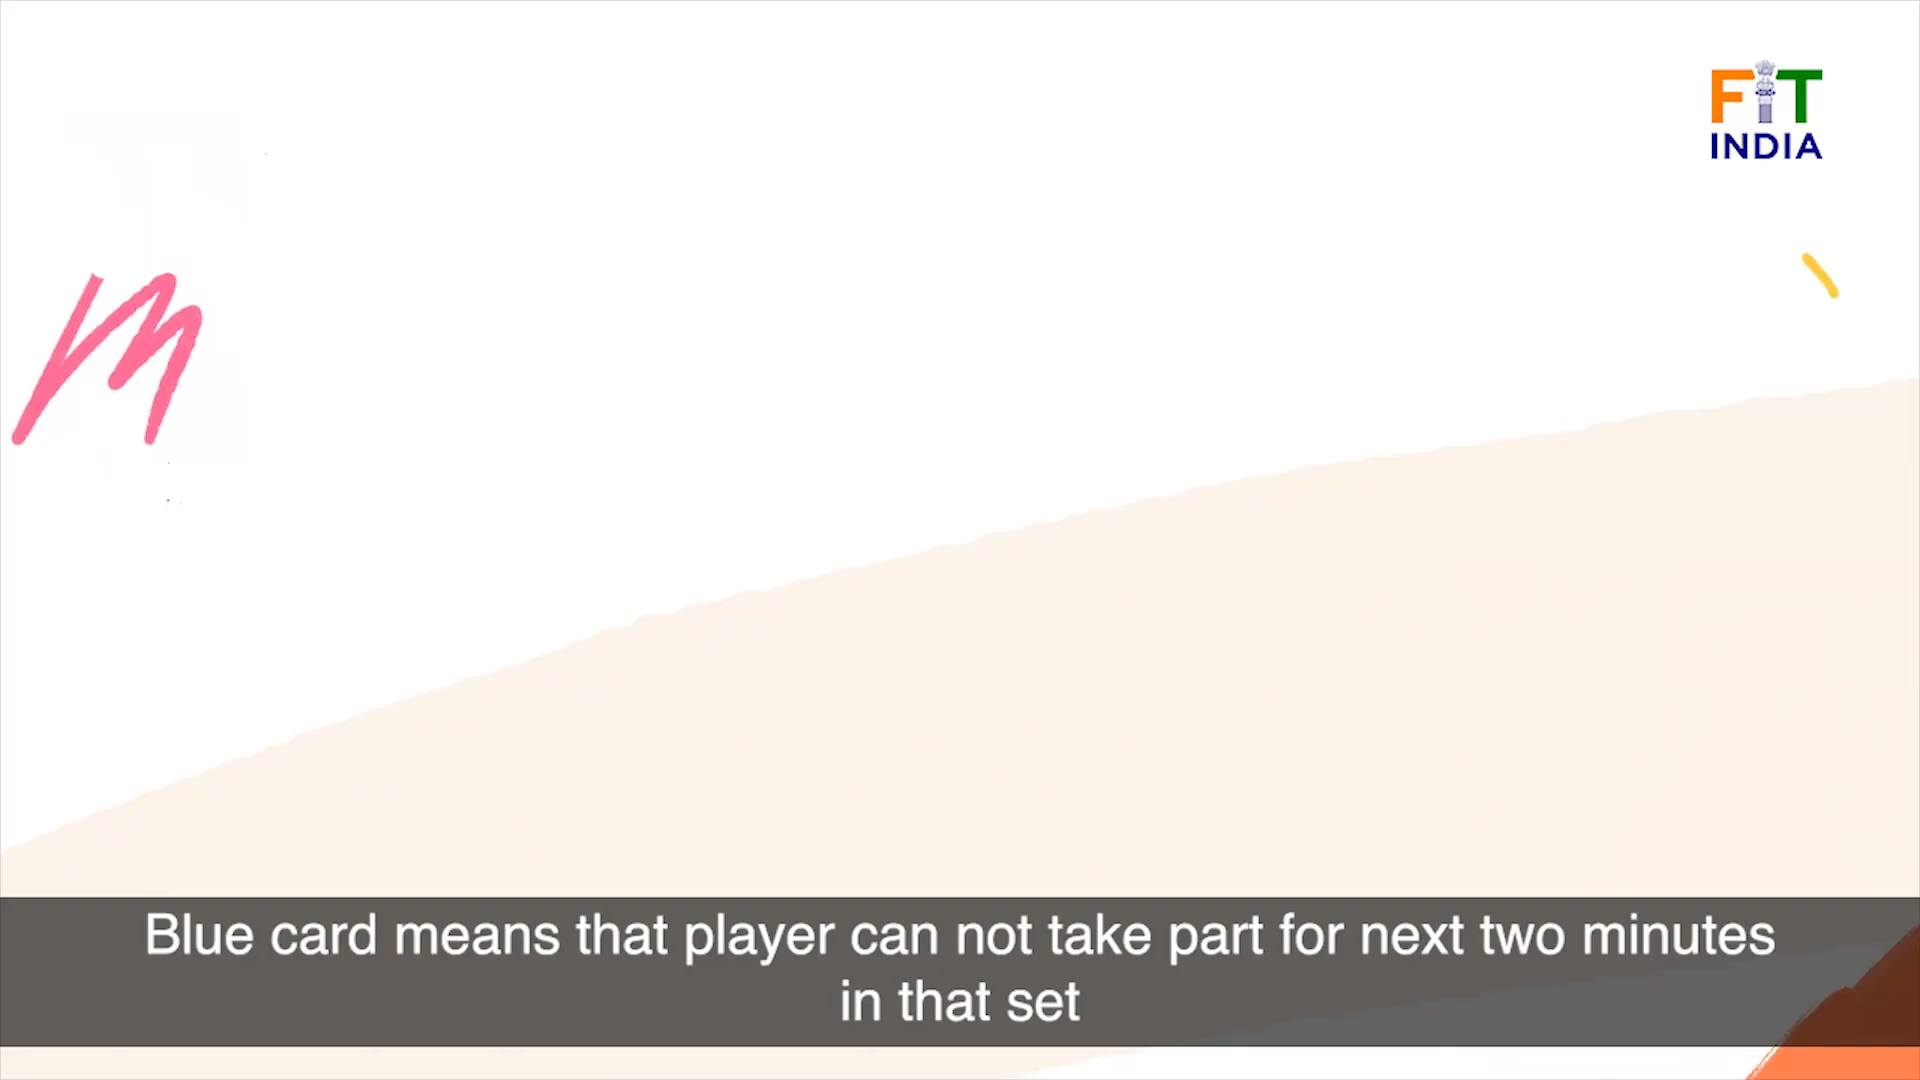 FiT
INDIA
Blue card means that player can not take part for next two minutes
in that set